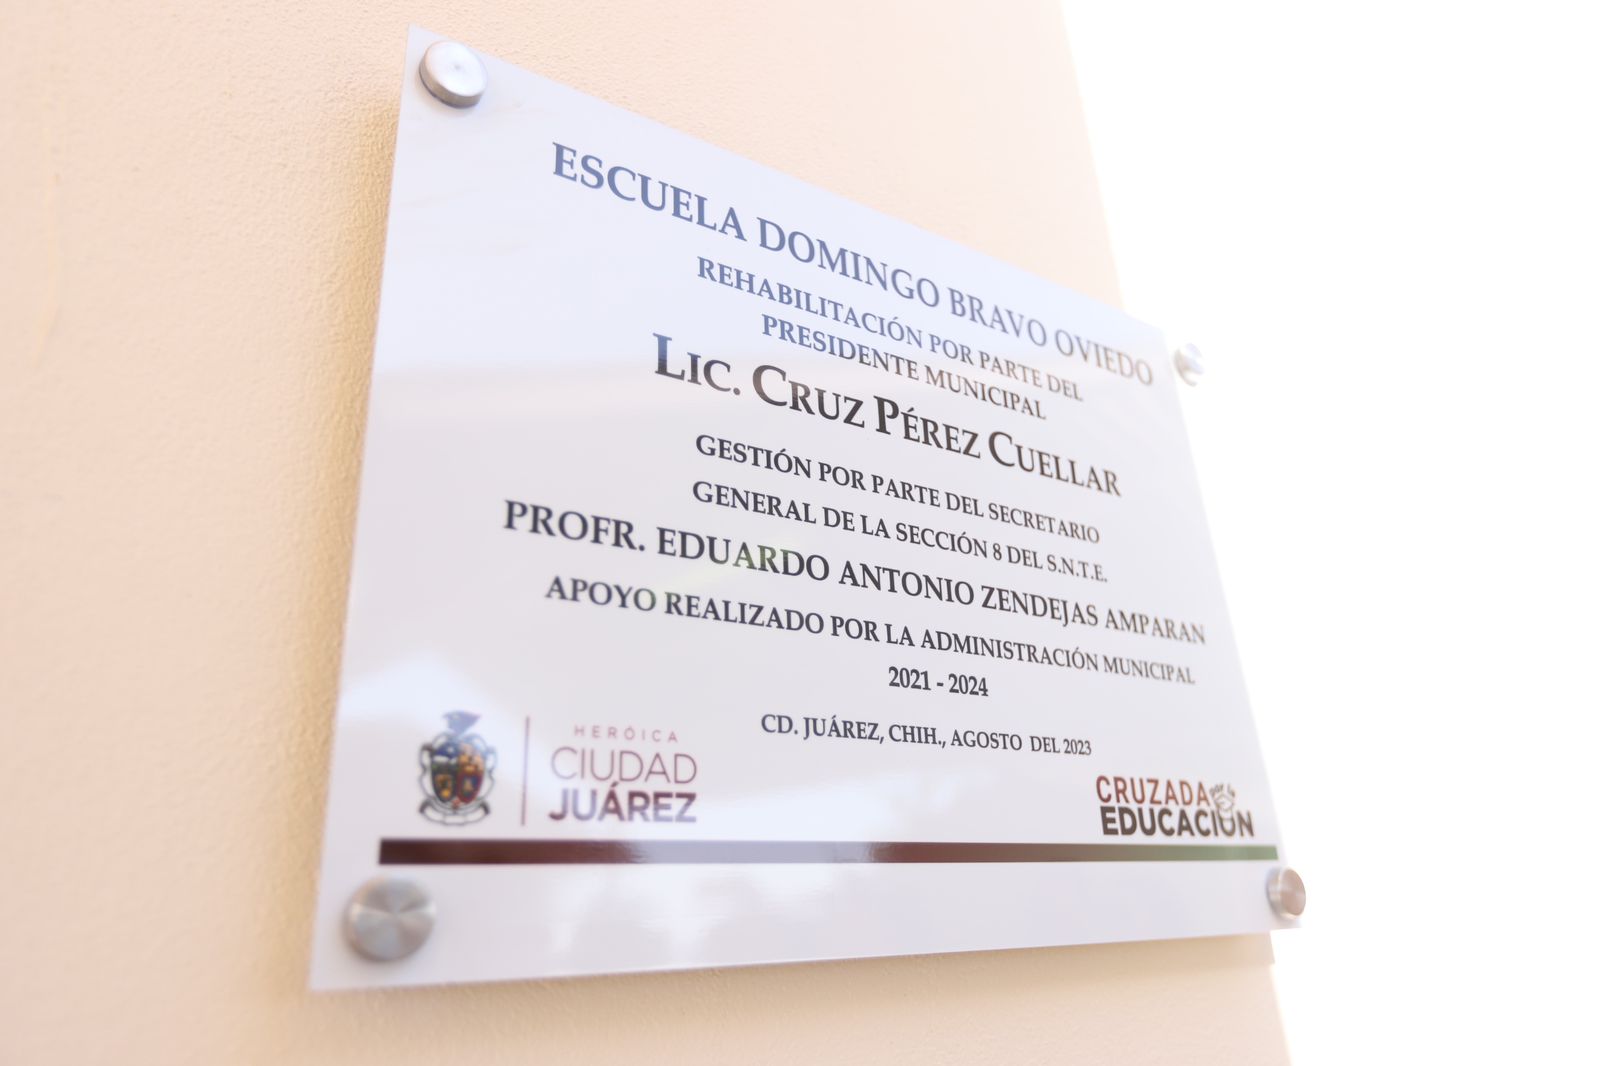 ESCUELA DOMINGO BRAVO OVIEDO
REHABILITACIÓN POR PARTE DEL
PRESIDENTE MUNICIPAL
LIC. CRUZ PÉREZ CUELLAR
GESTIÓN POR PARTE DEL SECRETARIO
GENERAL DE LA SECCIÓN 8 DEL S.N.T.E.
PROFR. EDUARDO ANTONIO ZENDEJAS AMPARAN
APOYO REALIZADO POR LA ADMINISTRACIÓN MUNICIPAL
2021 - 2024
CD. JUÁREZ, CHIH., AGOSTO DEL 2023
HERÓICA
CIUDAD
JUÁREZ
CRUZADA por la
EDUCACIÓN